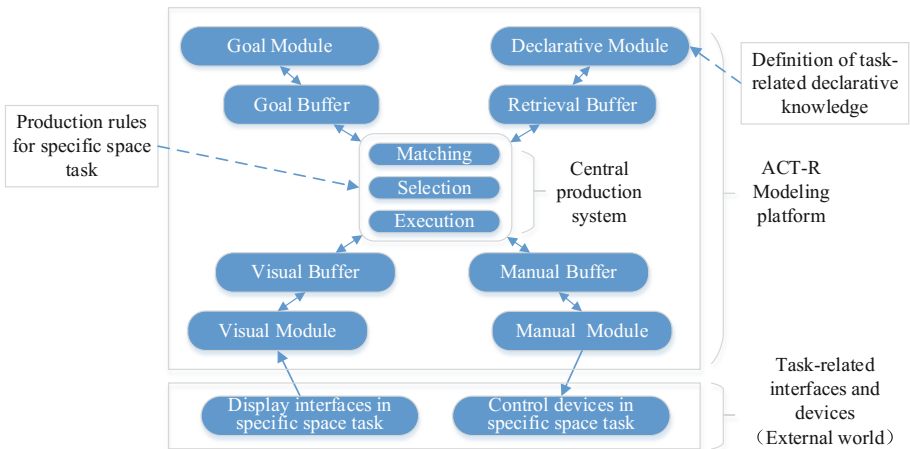 Goal Module
Declarative Module
Definition of task-
related declarative
knowledge
Goal Buffer
Retrieval Buffer
Production rules
for specific space
task
Matching
Selection
Execution
Central
production
system
ACT-R
Modeling
platform
Visual Buffer
Manual Buffer
Visual Module
Manual Module
Display interfaces in
specific space task
Control devices in
specific space task
Task-related
interfaces and
devices
（External world）